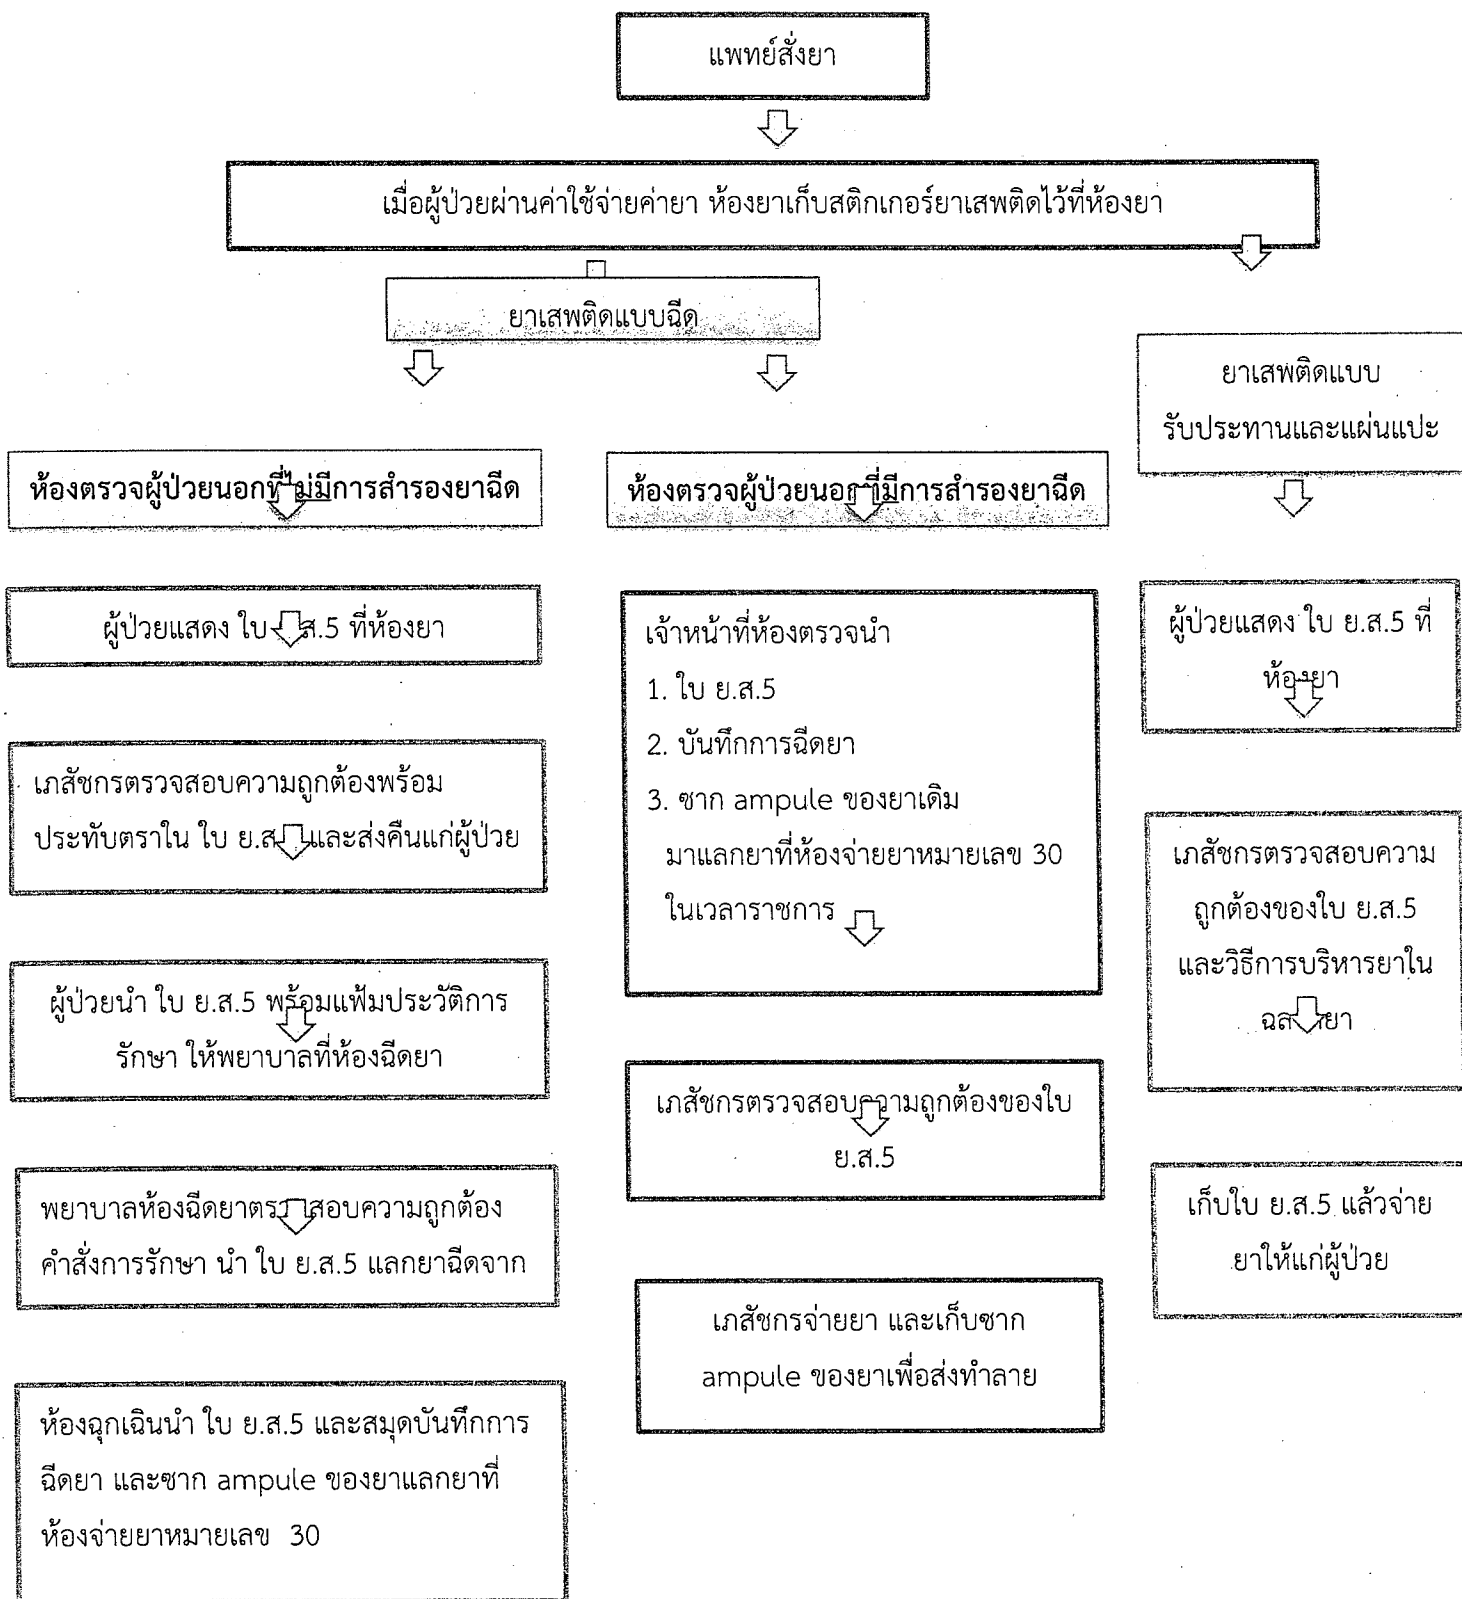 แพทย์สั่งยา
เมื่อผู้ป่วยผ่านค่าใช้จ่ายค่ายา ห้องยาเก็บสติกเกอร์ยาเสพติดไว้ที่ห้องยา
ยาเสพติดแบบฉีด
ห้องตรวจผู้ป่วยนอกที่ไม่มีการสำรองยาฉีด
ผู้ป่วยแสดง ใบ ส.5 ที่ห้องยา
เภสัชกรตรวจสอบความถูกต้องพร้อม
ประทับตราใน ใบ ย.ส และส่งคืนแก่ผู้ป่วย
ผู้ป่วยนำ ใบ ย.ส.5 พร้อมแฟ้มประวัติการ
รักษา ให้พยาบาลที่ห้องฉีดยา
พยาบาลห้องฉีดยาตรวจสอบความถูกต้อง
คำสั่งการรักษา นำ ใบ ย.ส.5 แลกยาฉีดจาก
ห้องฉุกเฉินนำ ใบ ย.ส.5 และสมุดบันทึกการ
ฉีดยา และซาก ampule ของยาแลกยาที่
ห้องจ่ายยาหมายเลข 30
ห้องตรวจผู้ป่วยนอกที่มีการสำรองยาฉีด
เจ้าหน้าที่ห้องตรวจนำ
1. ใบ ย.ส.5
2. บันทึกการฉีดยา
3. ซาก ampule ของยาเดิม
มาแลกยาที่ห้องจ่ายยาหมายเลข 30
ในเวลาราชการ
เภสัชกรตรวจสอบความถูกต้องของใบ
ย.ส.5
เภสัชกรจ่ายยา และเก็บซาก
ampule ของยาเพื่อส่งทำลาย
ยาเสพติดแบบ
รับประทานและแผ่นแปะ
ผู้ป่วยแสดง ใบ ย.ส.5 ที่
ห้องยา
เภสัชกรตรวจสอบความ
ถูกต้องของใบ ย.ส.5
และวิธีการบริหารยาใน
ฉลากยา
เก็บใบ ย.ส.5 แล้วจ่าย
ยาให้แก่ผู้ป่วย